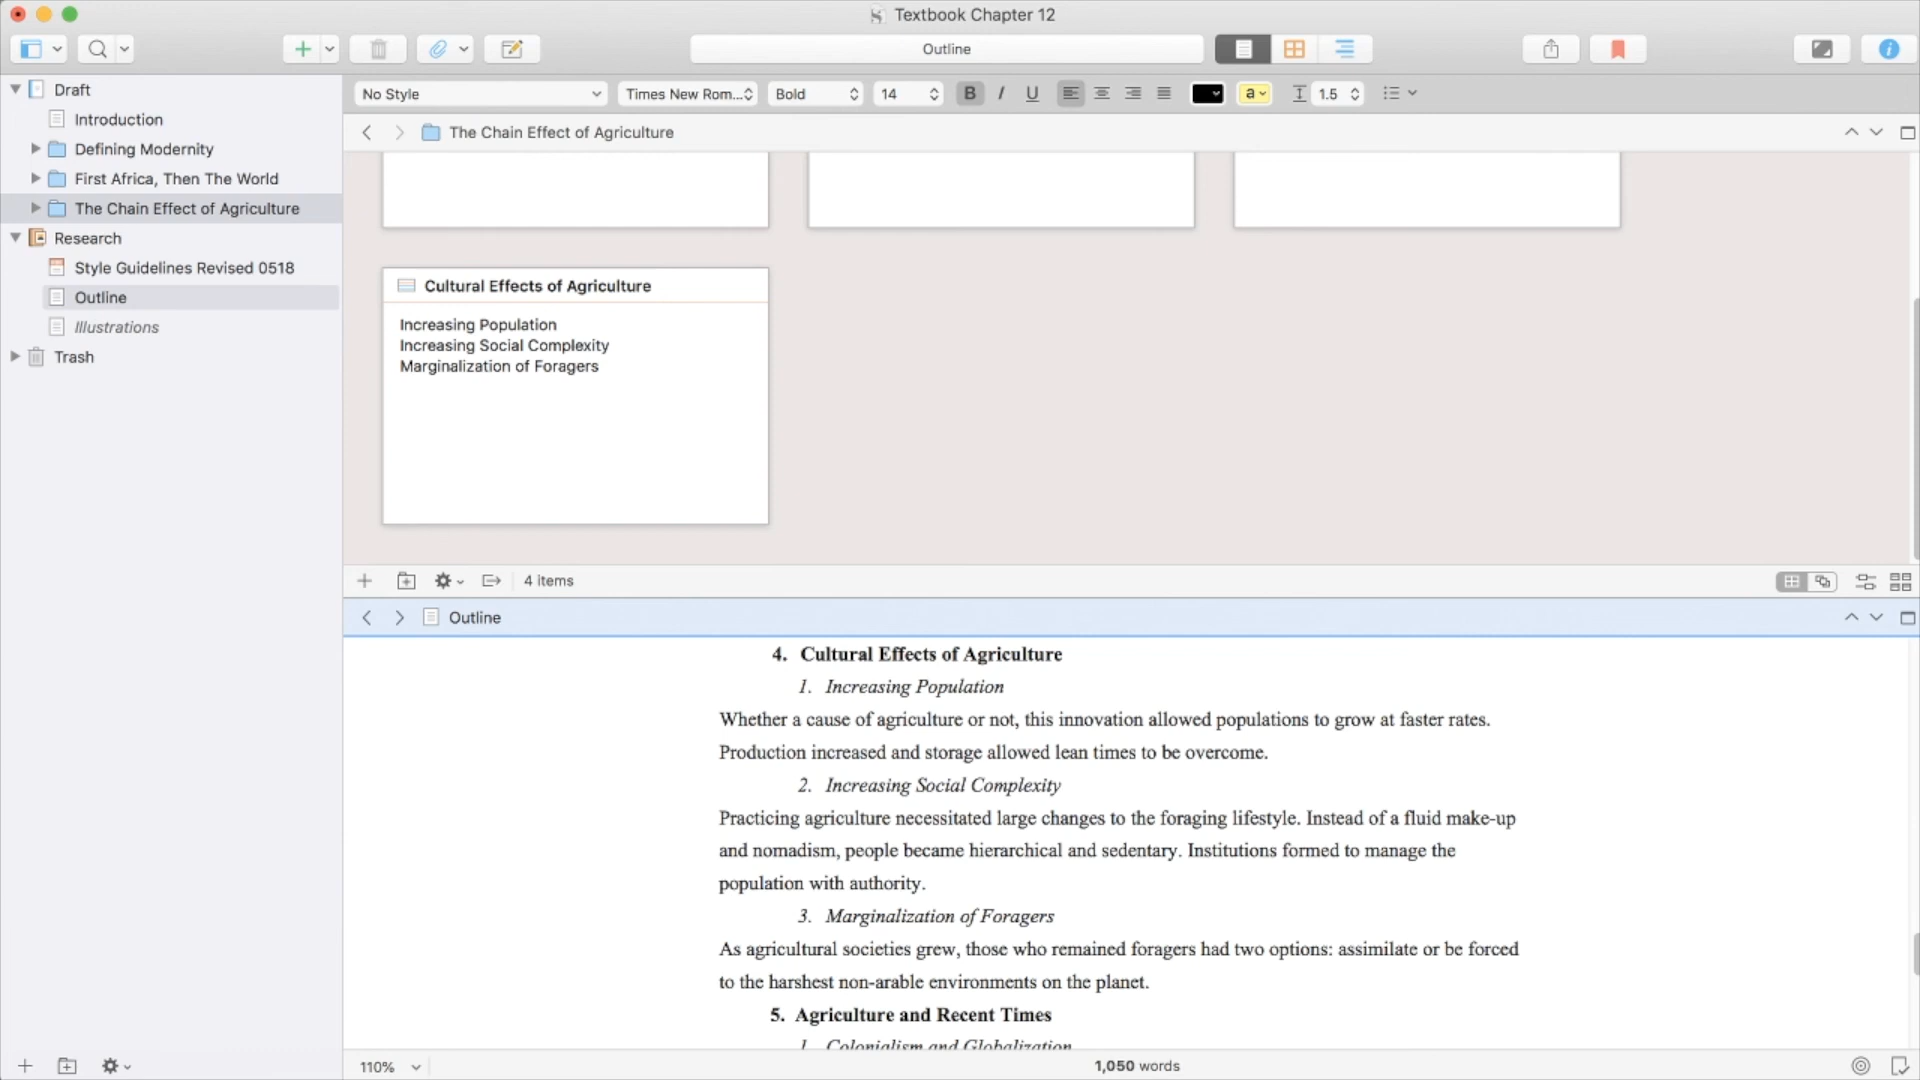 Textbook Chapter 12
Outline
Draft
Introduction
Defining Modernity
First Africa, Then The World
The Chain Effect of Agriculture
Research
Style Guidelines Revised 0518
Outline
Illustrations
Trash
No Style
Times New Rom...
Bold
14
B
I
U
a
1.5
The Chain Effect of Agriculture
Cultural Effects of Agriculture
Increasing Population
Increasing Social Complexity
Marginalization of Foragers
4 items
Outline
4. Cultural Effects of Agriculture
1. Increasing Population
Whether a cause of agriculture or not, this innovation allowed populations to grow at faster rates.
Production increased and storage allowed lean times to be overcome.
2. Increasing Social Complexity
Practicing agriculture necessitated large changes to the foraging lifestyle. Instead of a fluid make-up
and nomadism, people became hierarchical and sedentary. Institutions formed to manage the
population with authority.
3. Marginalization of Foragers
As agricultural societies grew, those who remained foragers had two options: assimilate or be forced
to the harshest non-arable environments on the planet.
5. Agriculture and Recent Times
1. Colonialism and Globalization
110%
1,050 words